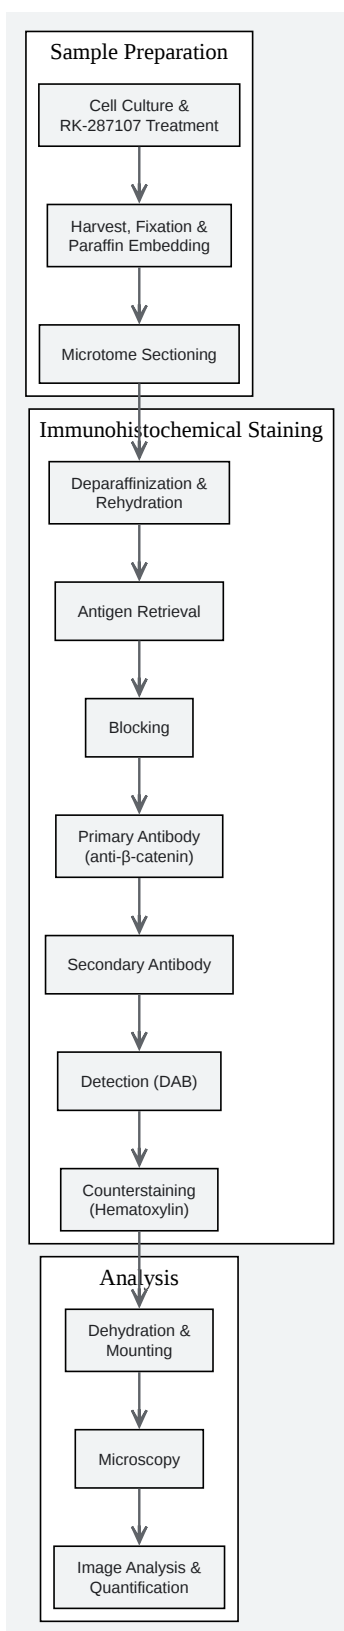 Sample Preparation
Cell Culture &
RK-287107 Treatment
Harvest, Fixation &
Paraffin Embedding
Microtome Sectioning
Immunohistochemical Staining
Deparaffinization &
Rehydration
Antigen Retrieval
Blocking
Primary Antibody
(anti-β-catenin)
Secondary Antibody
Detection (DAB)
Counterstaining
(Hematoxylin)
Analysis
Dehydration &
Mounting
Microscopy
Image Analysis &
Quantification